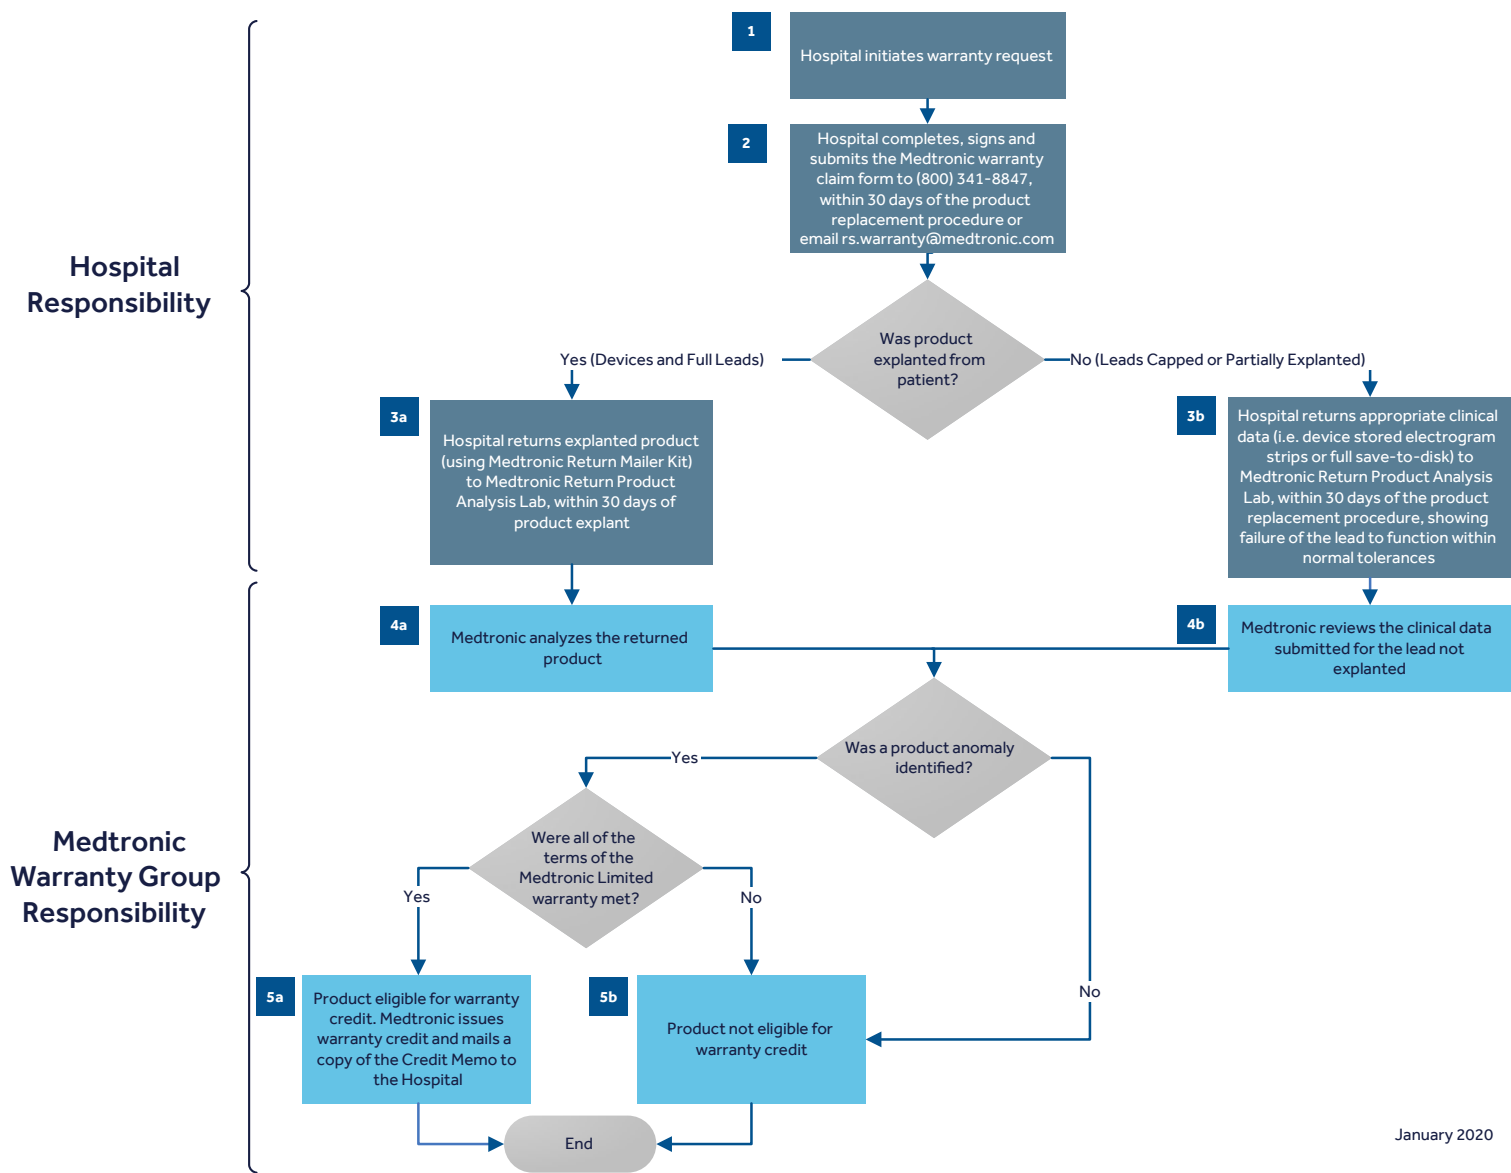 1
Hospital initiates warranty request
2
Hospital completes, signs and
submits the Medtronic warranty
claim form to (800) 341-8847,
within 30 days of the product
replacement procedure or
email rs.warranty@medtronic.com
Hospital
Responsibility
Was product
explanted from
patient?
Yes (Devices and Full Leads)
No (Leads Capped or Partially Explanted)
3a
Hospital returns explanted product
(using Medtronic Return Mailer Kit)
to Medtronic Return Product
Analysis Lab, within 30 days of
product explant
3b
Hospital returns appropriate clinical
data (i.e. device stored electrogram
strips or full save-to-disk) to
Medtronic Return Product Analysis
Lab, within 30 days of the product
replacement procedure, showing
failure of the lead to function within
normal tolerances
4a
Medtronic analyzes the returned
product
4b
Medtronic reviews the clinical data
submitted for the lead not
explanted
Was a product anomaly
identified?
Yes
No
Medtronic
Warranty Group
Responsibility
Were all of the
terms of the
Medtronic Limited
warranty met?
Yes
No
5a
Product eligible for warranty
credit. Medtronic issues
warranty credit and mails a
copy of the Credit Memo to
the Hospital
5b
Product not eligible for
warranty credit
End
January 2020